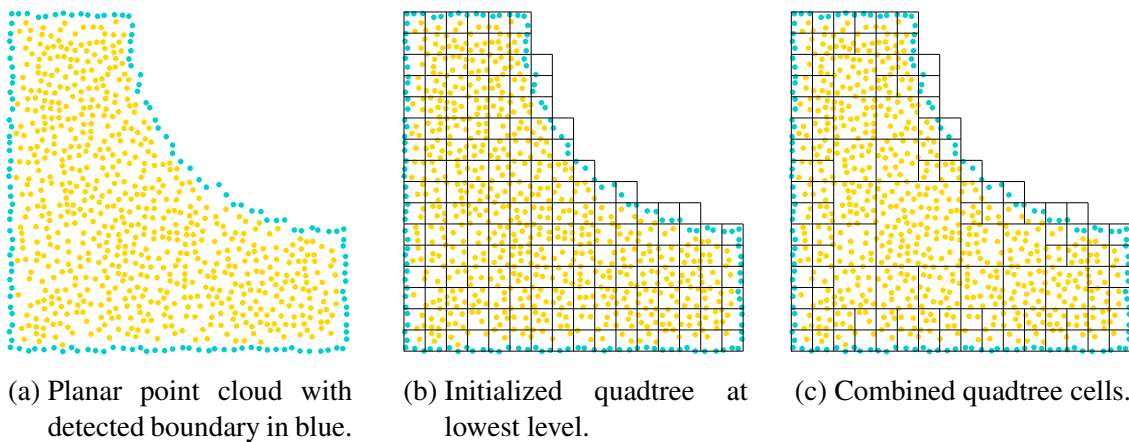 (a) Planar point cloud with
detected boundary in blue.
(b) Initialized quadtree at
lowest level.
(c) Combined quadtree cells.